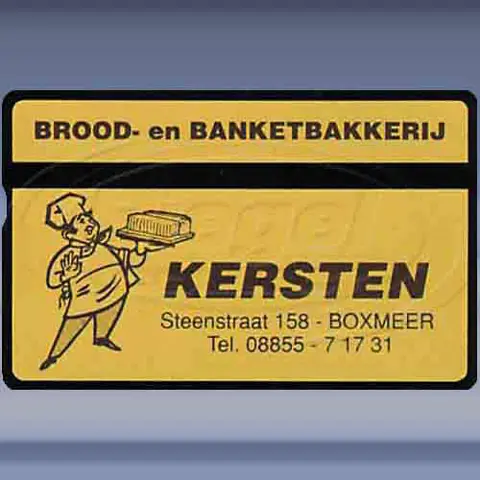 BROOD- en BANKETBAKKERIJ
KERSTEN
Steenstraat 158 - BOXMEER
Tel. 08855 - 7 17 31